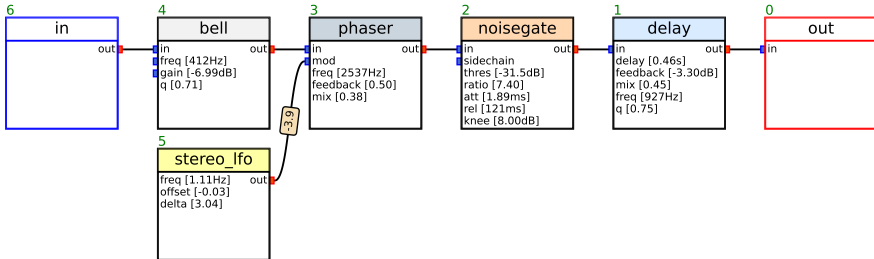 6
in
out
4
bell
in out
freq [412Hz]
gain [-6.99dB]
q [0.71]
3
phaser
in out
mod
freq [2537Hz]
feedback [0.50]
mix [0.38]
2
noisegate
in out
sidechain
thres [-31.5dB]
ratio [7.40]
att [1.89ms]
rel [121ms]
knee [8.00dB]
1
delay
in out
delay [0.46s]
feedback [-3.30dB]
mix [0.45]
freq [927Hz]
q [0.75]
0
out
in
-3.9
5
stereo_lfo
freq [1.11Hz] out
offset [-0.03]
delta [3.04]